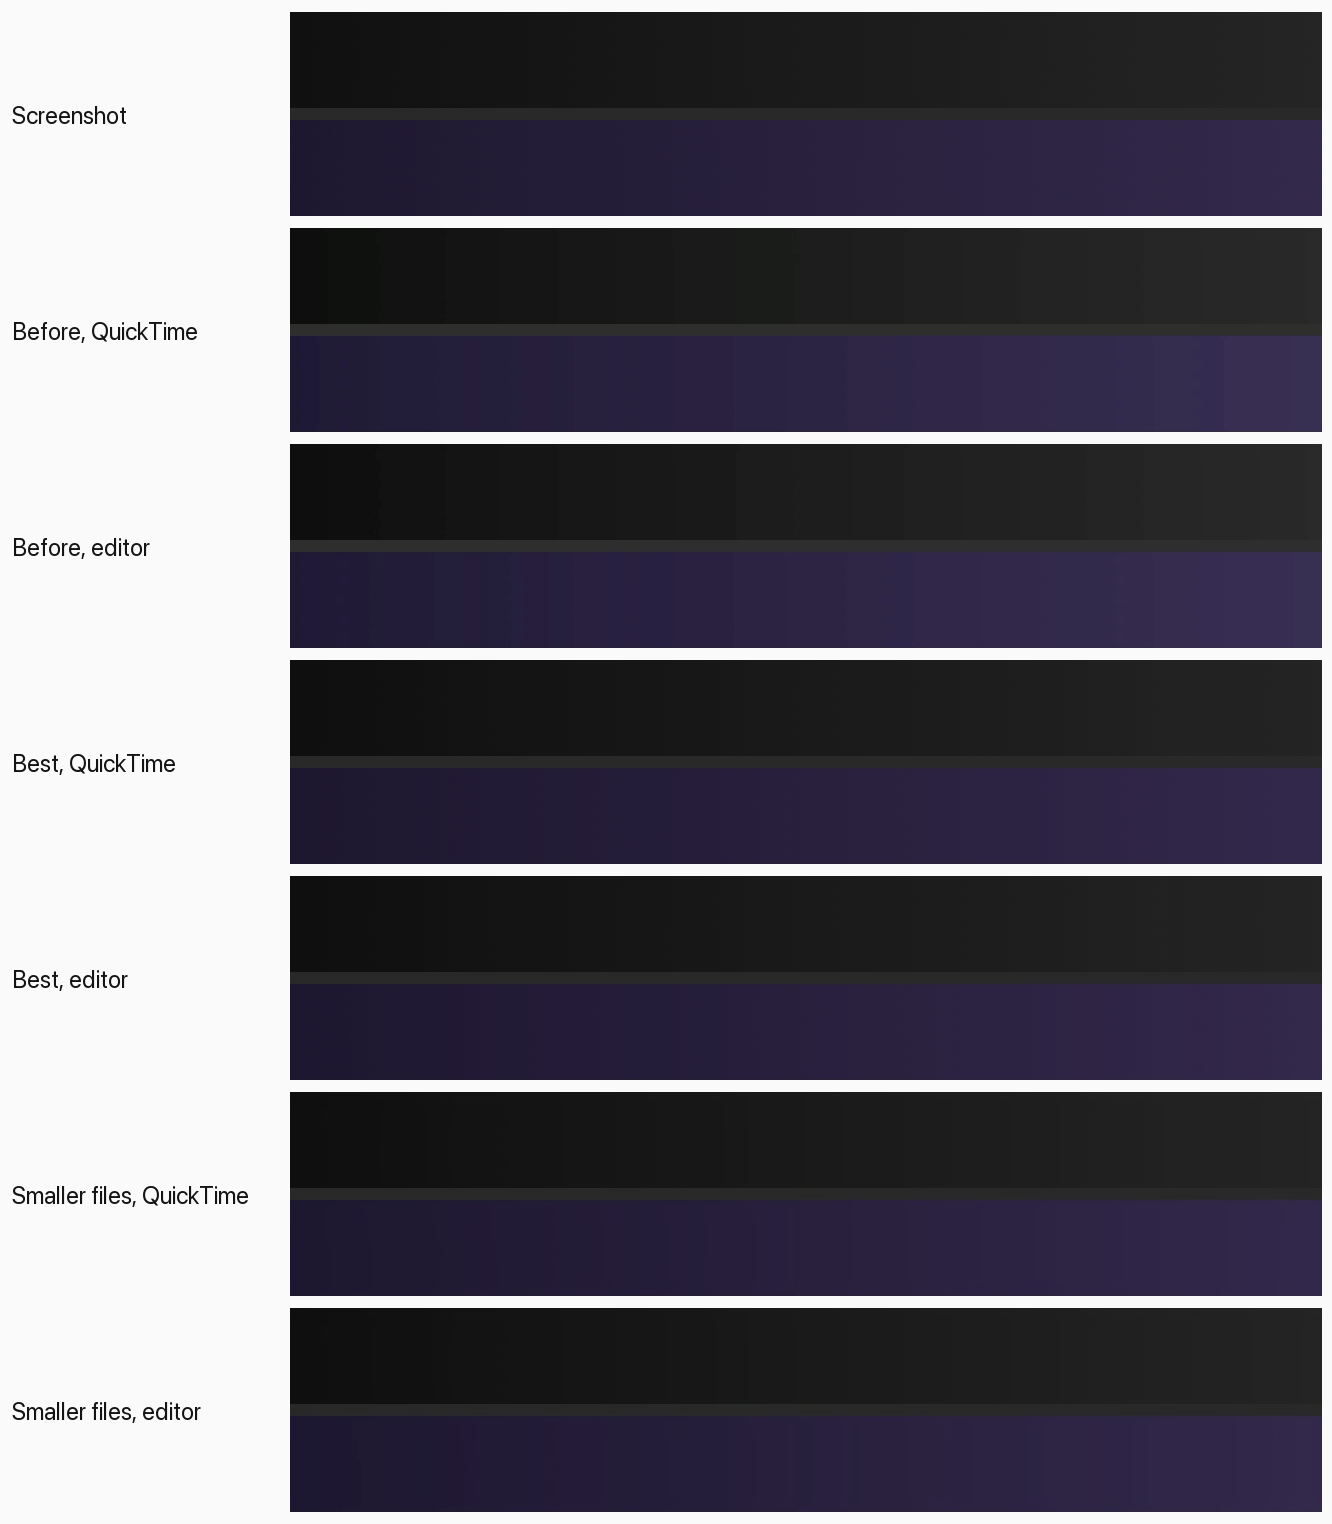 Screenshot
Before, QuickTime
Before, editor
Best, QuickTime
Best, editor
Smaller files, QuickTime
Smaller files, editor